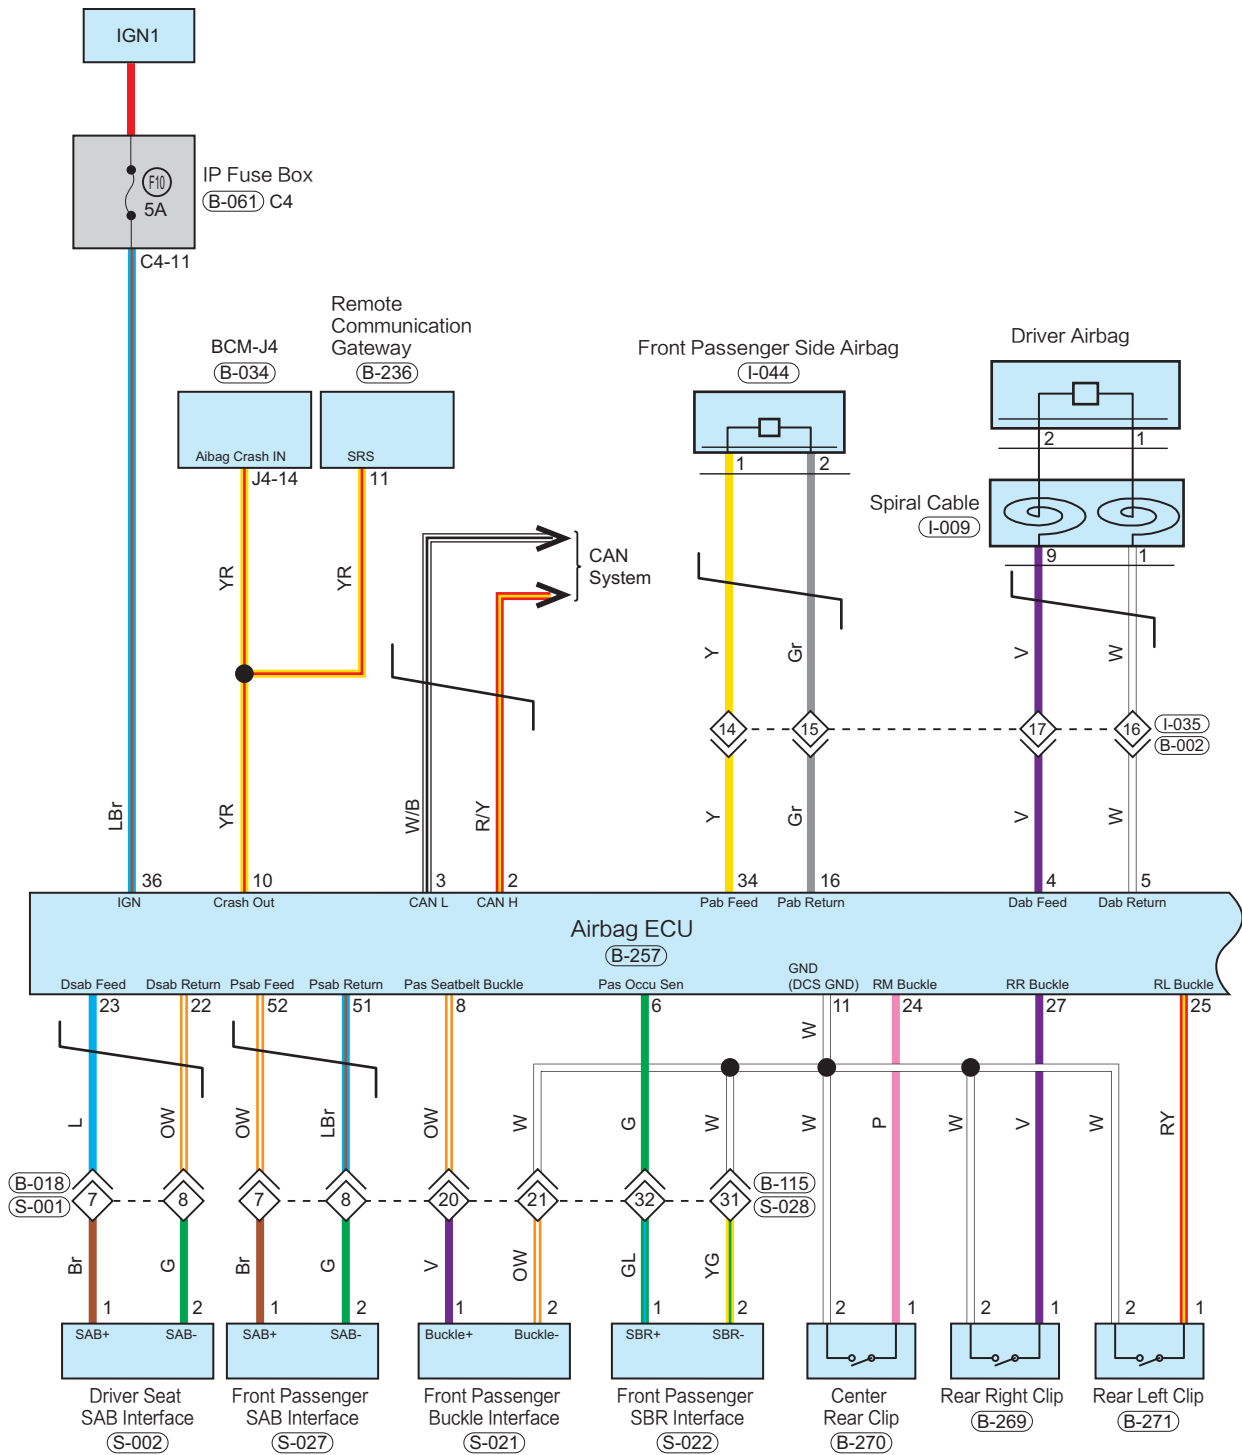 IGN1
F10
5A
IP Fuse Box
B-061 C4
C4-11
BCM-J4
B-034
Aibag Crash IN
J4-14
Remote
Communication
Gateway
B-236
SRS
11
Front Passenger Side Airbag
I-044
1
2
Driver Airbag
2
1
Spiral Cable
I-009
9
1
CAN
System
YR
YR
Y
Gr
V
W
14
15
17
16
I-035
B-002
LBr
YR
W/B
R/Y
Y
Gr
V
W
36
10
3
2
34
16
4
5
IGN
Crash Out
CAN L
CAN H
Pab Feed
Pab Return
Dab Feed
Dab Return
Airbag ECU
B-257
Dsab Feed
Dsab Return
Psab Feed
Psab Return
Pas Seatbelt Buckle
Pas Occu Sen
GND
(DCS GND)
RM Buckle
RR Buckle
RL Buckle
23
22
52
51
8
6
11
24
27
25
W
L
OW
OW
LBr
OW
W
G
W
W
P
W
V
W
RY
B-018
S-001
7
8
7
8
20
21
32
31
B-115
S-028
Br
G
Br
G
V
OW
GL
YG
1
2
1
2
1
2
1
2
2
1
2
1
2
1
SAB+
SAB-
SAB+
SAB-
Buckle+
Buckle-
SBR+
SBR-
Driver Seat
SAB Interface
S-002
Front Passenger
SAB Interface
S-027
Front Passenger
Buckle Interface
S-021
Front Passenger
SBR Interface
S-022
Center
Rear Clip
B-270
Rear Right Clip
B-269
Rear Left Clip
B-271